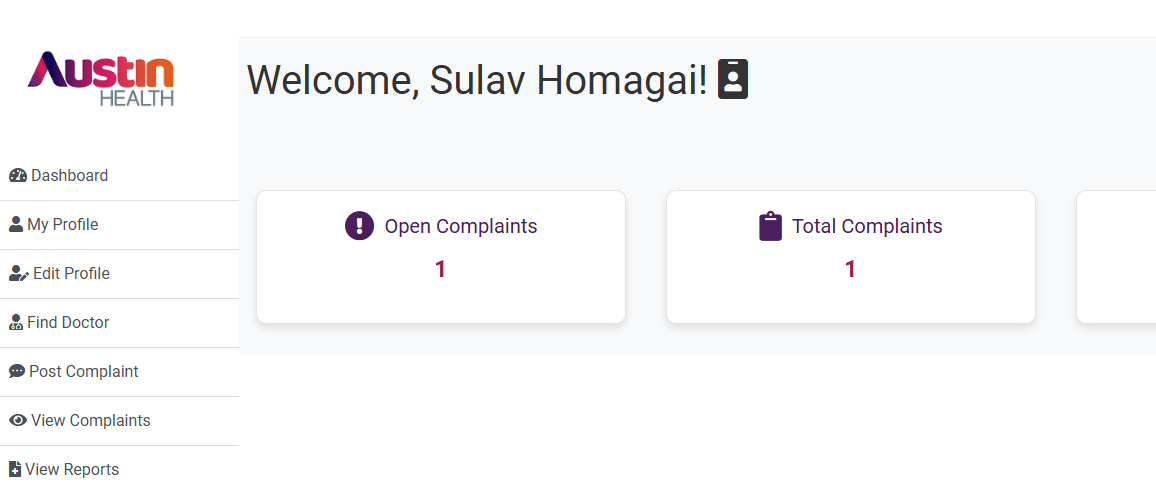 Austin
HEALTH
Welcome, Sulav Homagai!
Dashboard
My Profile
Edit Profile
Find Doctor
Post Complaint
View Complaints
View Reports
Open Complaints
1
Total Complaints
1